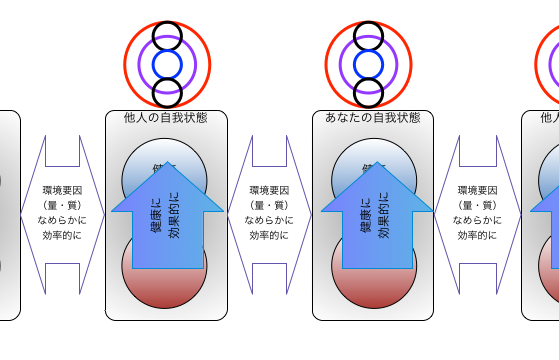 他人の自我状態
あなたの自我状態
他人
環境要因
（量・質）
なめらかに
効率的に
健康に
効果的に
環境要因
（量・質）
なめらかに
効率的に
健康に
効果的に
環境要因
（量・質）
なめらかに
効率的に